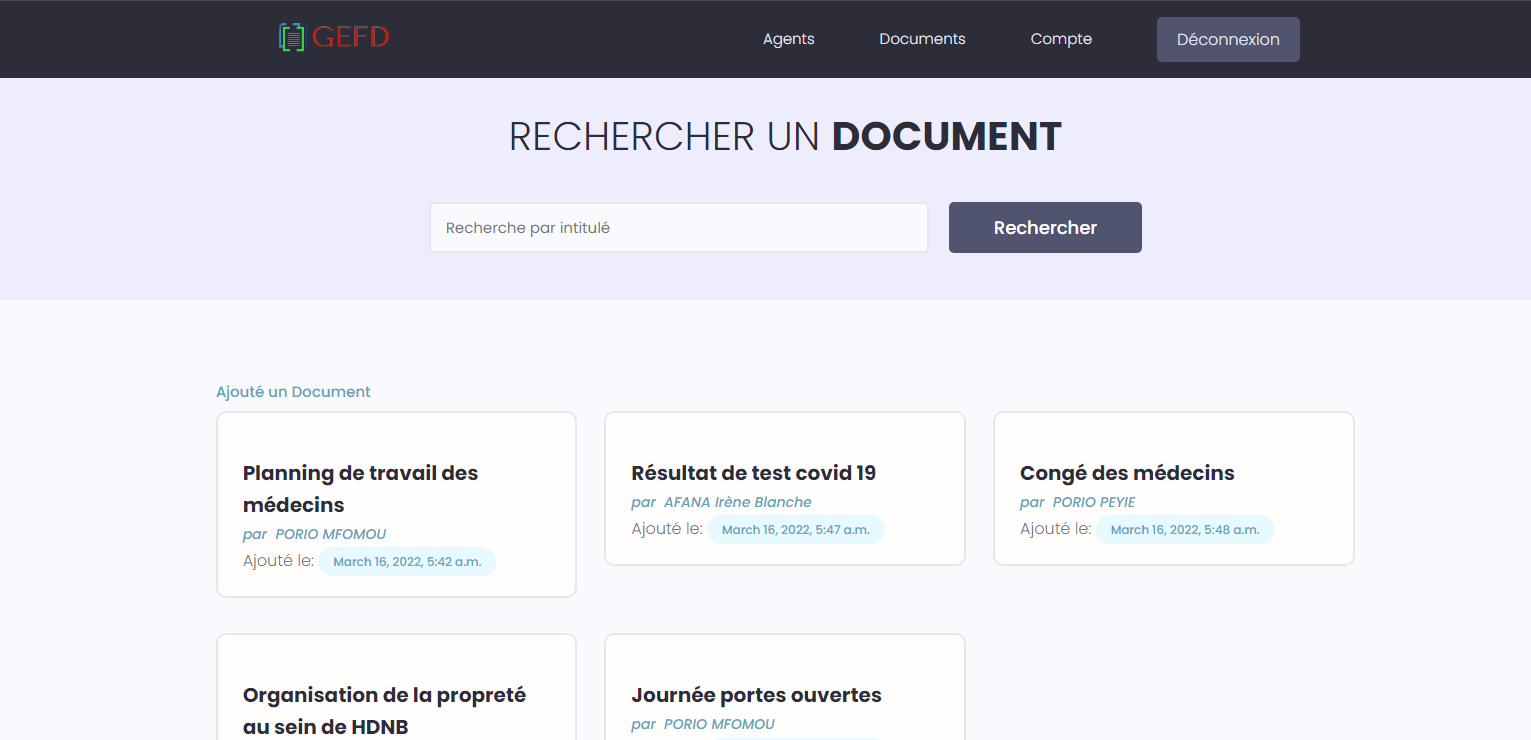 GEFD
Agents
Documents
Compte
Déconnexion
RECHERCHER UN DOCUMENT
Recherche par intitulé
Rechercher
Ajouté un Document
Planning de travail des
médecins
par PORIO MFOMOU
Ajouté le: March 16, 2022, 5:42 a.m.
Résultat de test covid 19
par AFANA Irène Blanche
Ajouté le: March 16, 2022, 5:47 a.m.
Congé des médecins
par PORIO PEYIE
Ajouté le: March 16, 2022, 5:48 a.m.
Organisation de la propreté
au sein de HDNB
Journée portes ouvertes
par PORIO MFOMOU